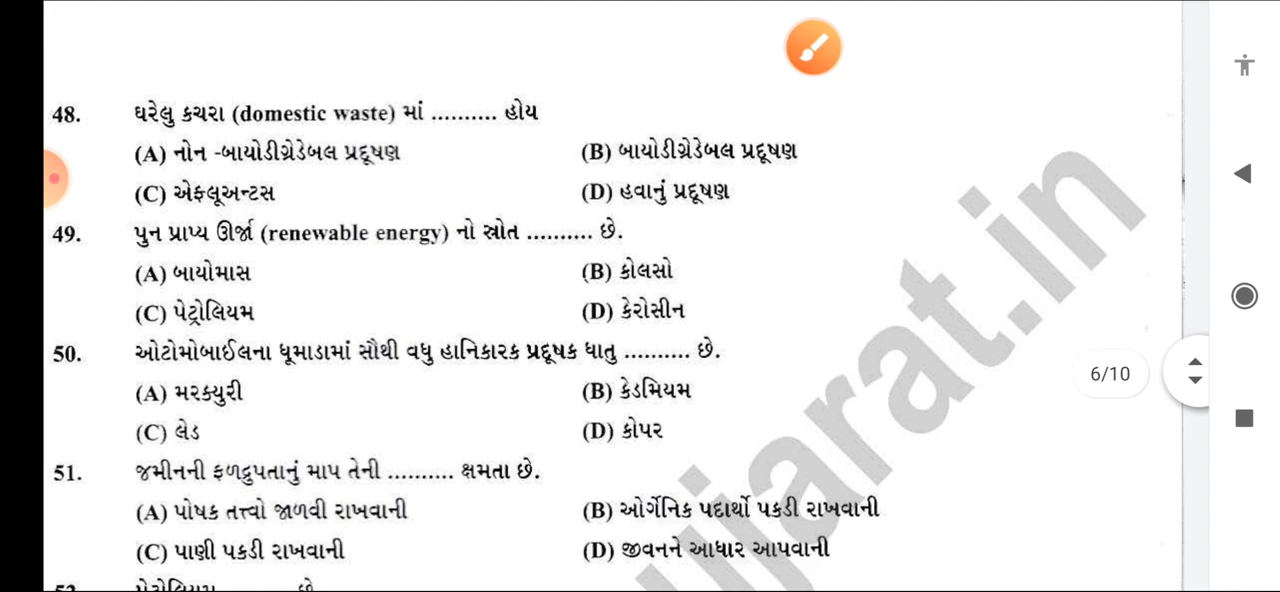 48. ઘરેલુ કચરા (domestic waste) માં .......... હોય
(A) નોન -બાયોડીગ્રેડેબલ પ્રદૂષણ (B) બાયોડીગ્રેડેબલ પ્રદૂષણ
(C) એફ્લૂઅન્ટસ (D) હવાનું પ્રદૂષણ
49. પુન પ્રાપ્ય ઊર્જા (renewable energy) નો સ્રોત .......... છે.
(A) બાયોમાસ (B) કોલસો
(C) પેટ્રોલિયમ (D) કેરોસીન
50. ઓટોમોબાઈલના ધૂમાડામાં સૌથી વધુ હાનિકારક પ્રદૂષક ધાતુ .......... છે.
(A) મરક્યુરી (B) કેડમિયમ
(C) લેડ (D) કોપર
6/10
51. જમીનની ફળદ્રુપતાનું માપ તેની .......... ક્ષમતા છે.
(A) પોષક તત્ત્વો જાળવી રાખવાની (B) ઓર્ગેનિક પદાર્થો પકડી રાખવાની
(C) પાણી પકડી રાખવાની (D) જીવનને આધાર આપવાની
ujarat.in